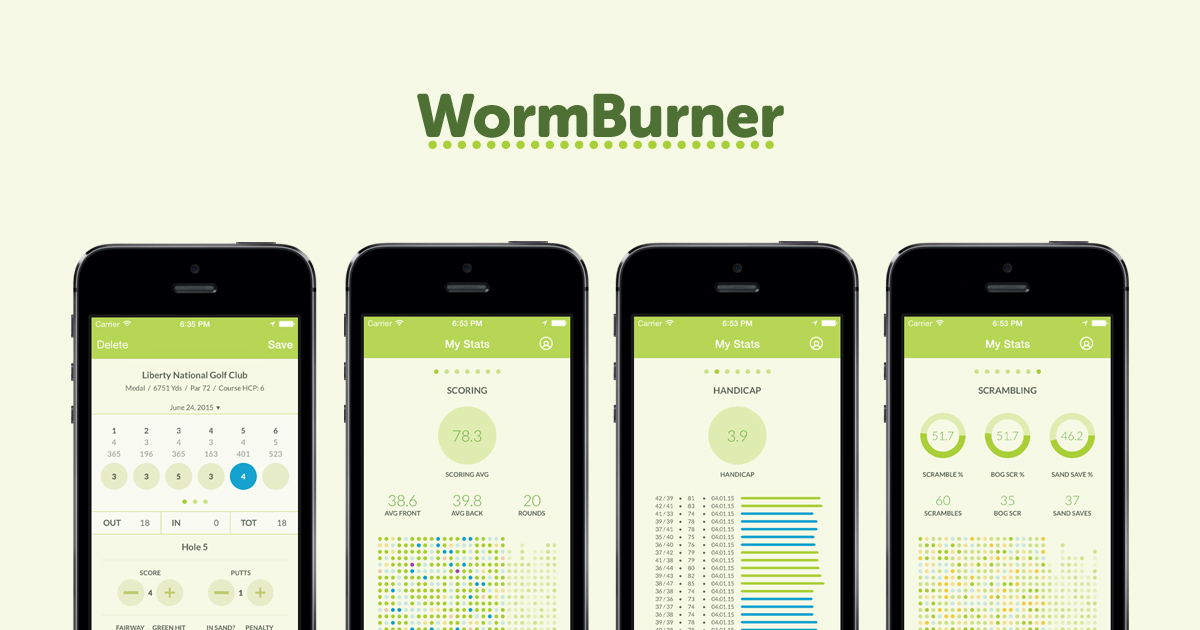 WormBurner
Carrier 6:35 PM
Delete Save
Liberty National Golf Club
Medal / 6751 Yds / Par 72 / Course HCP: 6
June 24, 2015 ▾
1 2 3 4 5 6
4 3 4 3 4 5
365 196 365 163 401 523
3 3 5 3 4
OUT 18 IN 0 TOT 18
Hole 5
SCORE PUTTS
− 4 + − 1 +
FAIRWAY GREEN HIT IN SAND? PENALTY
Carrier 6:53 PM
My Stats
SCORING
78.3
SCORING AVG
38.6 39.8 20
AVG FRONT AVG BACK ROUNDS
Carrier 6:53 PM
My Stats
HANDICAP
3.9
HANDICAP
42/39 • 81 • 04.01.15
42/41 • 83 • 04.01.15
41/33 • 74 • 04.01.15
39/39 • 78 • 04.01.15
37/41 • 78 • 04.01.15
35/40 • 75 • 04.01.15
36/40 • 76 • 04.01.15
37/42 • 79 • 04.01.15
41/38 • 79 • 04.01.15
36/44 • 80 • 04.01.15
39/43 • 82 • 04.01.15
38/47 • 85 • 04.01.15
36/38 • 74 • 04.01.15
37/36 • 73 • 04.01.15
37/37 • 74 • 04.01.15
36/38 • 74 • 04.01.15
39/39 • 78 • 04.01.15
Carrier 6:53 PM
My Stats
SCRAMBLING
51.7 51.7 46.2
SCRAMBLE % BOG SCR % SAND SAVE %
60 35 37
SCRAMBLES BOG SCR SAND SAVES